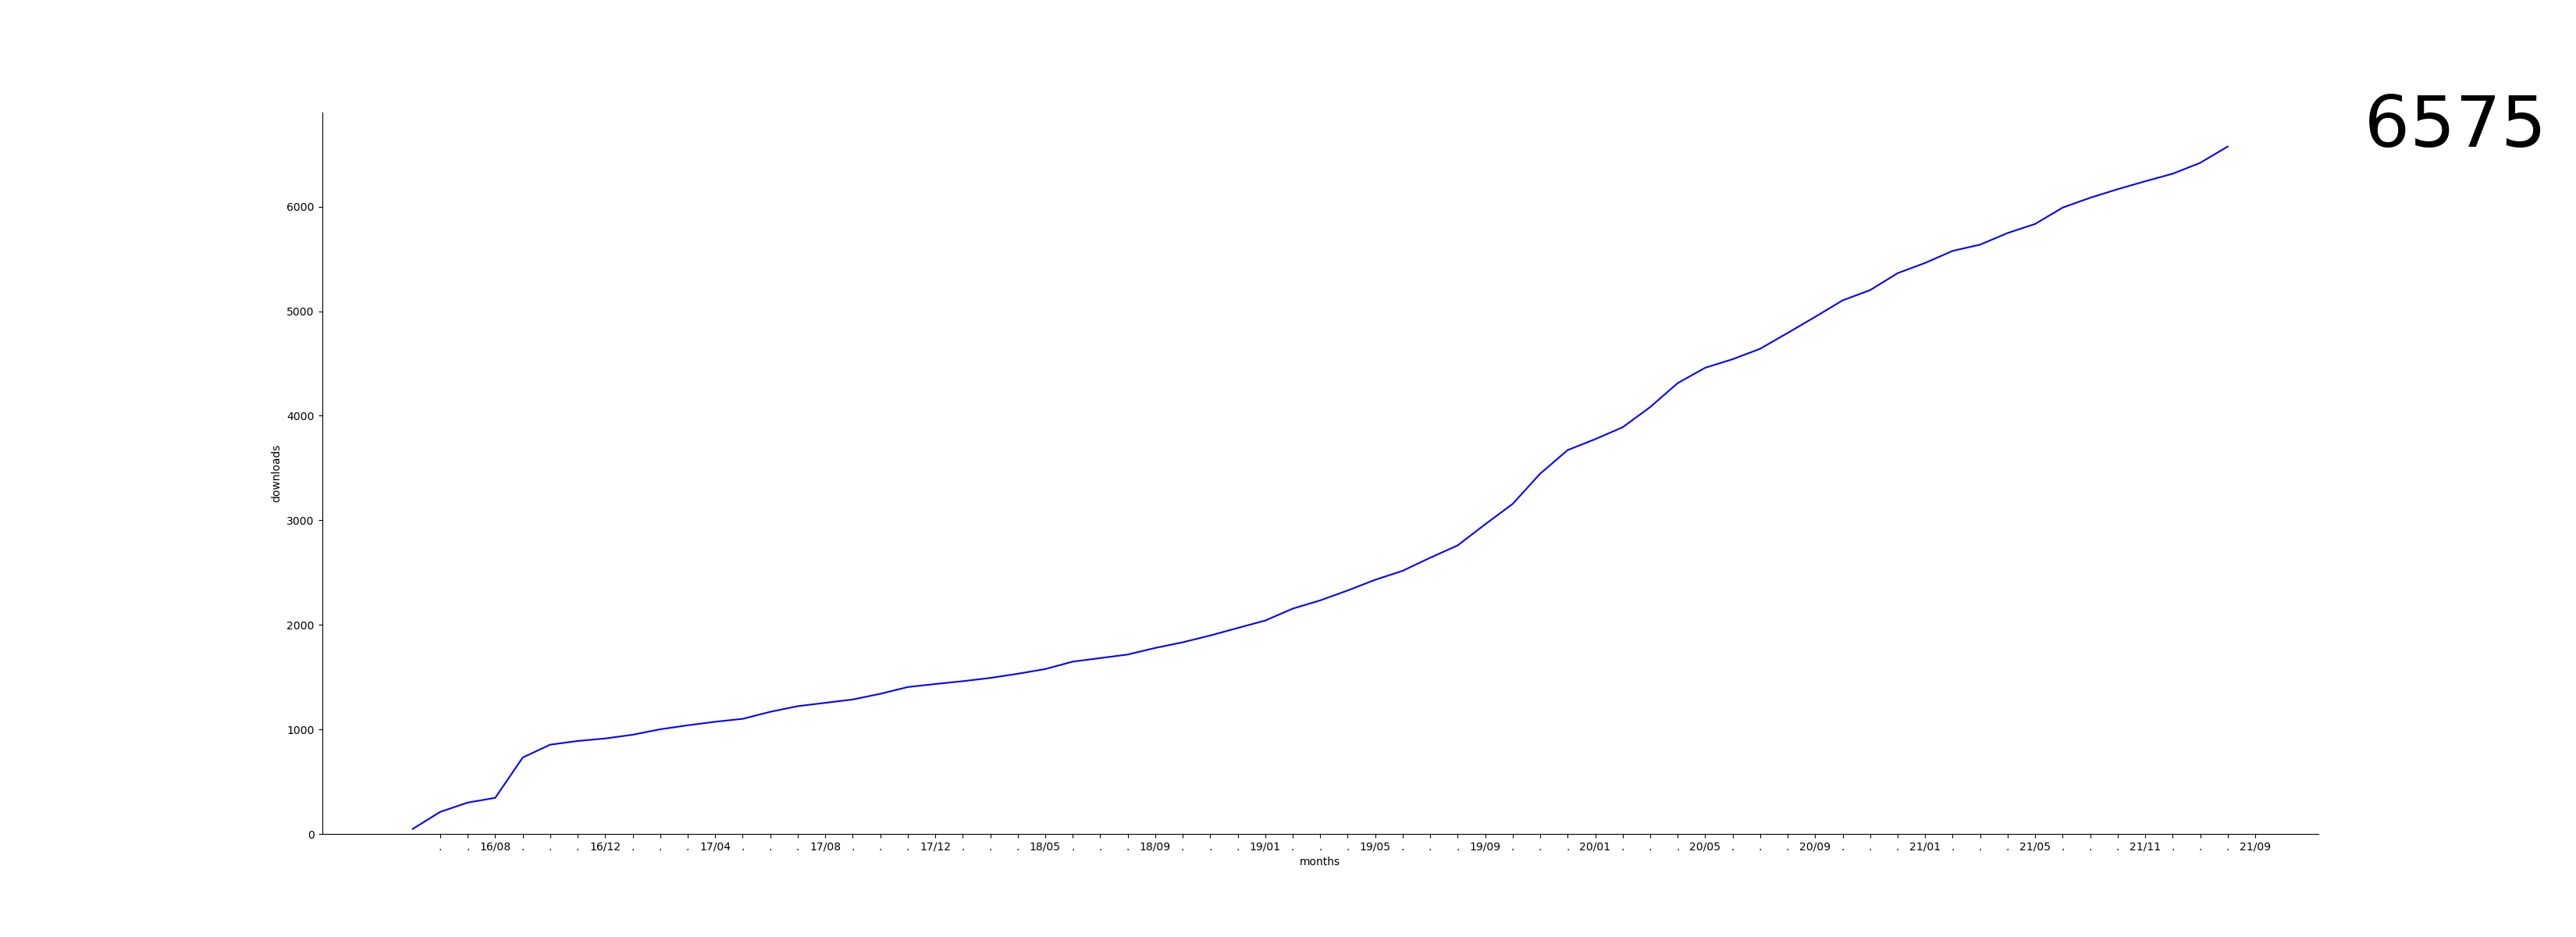 6575
6000
5000
4000
3000
2000
1000
0
downloads
. . 16/08 . . . 16/12 . . . 17/04 . . . 17/08 . . . 17/12 . . . 18/05 . . . 18/09 . . . 19/01 . . . 19/05 . . . 19/09 . . . 20/01 . . . 20/05 . . . 20/09 . . . 21/01 . . . 21/05 . . . 21/11 . . . 21/09
months